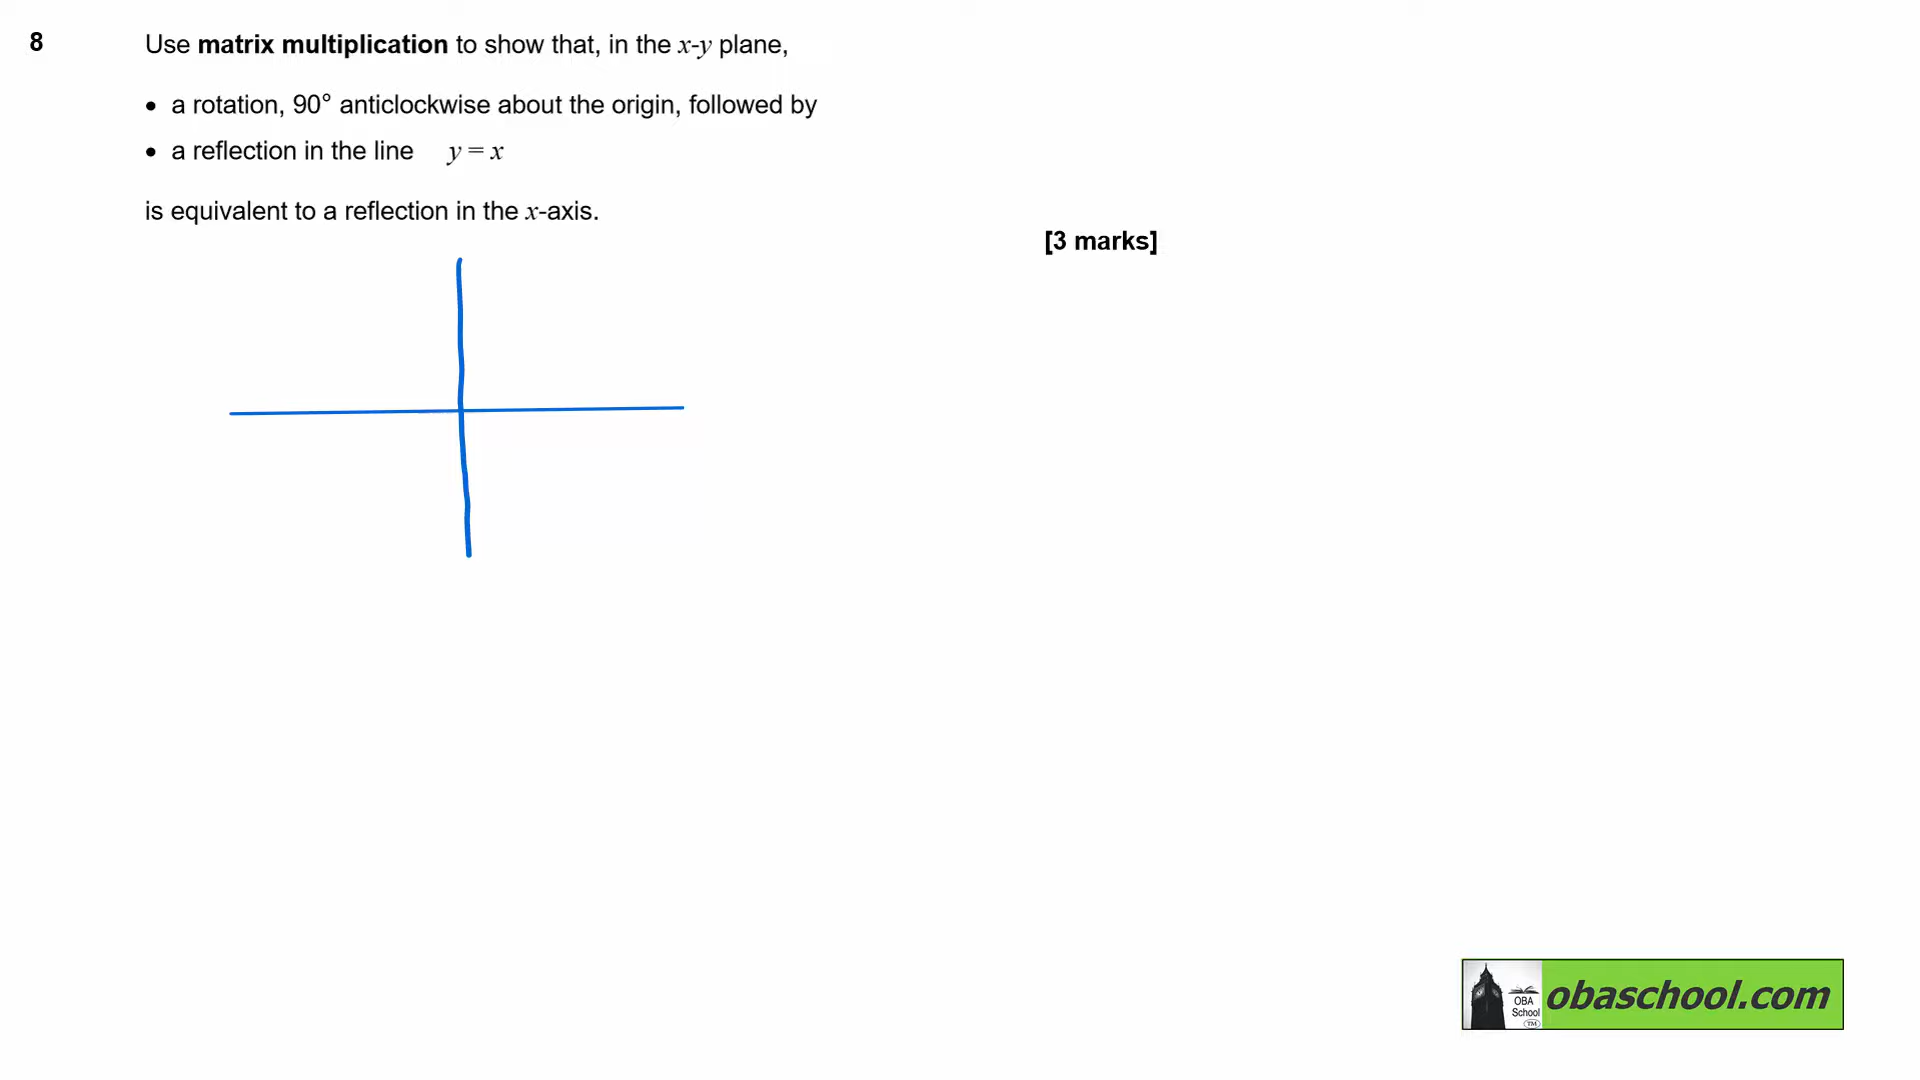 8 Use matrix multiplication to show that, in the x-y plane,
• a rotation, 90° anticlockwise about the origin, followed by
• a reflection in the line y = x
is equivalent to a reflection in the x-axis.
[3 marks]
OBA
School
TM
obaschool.com